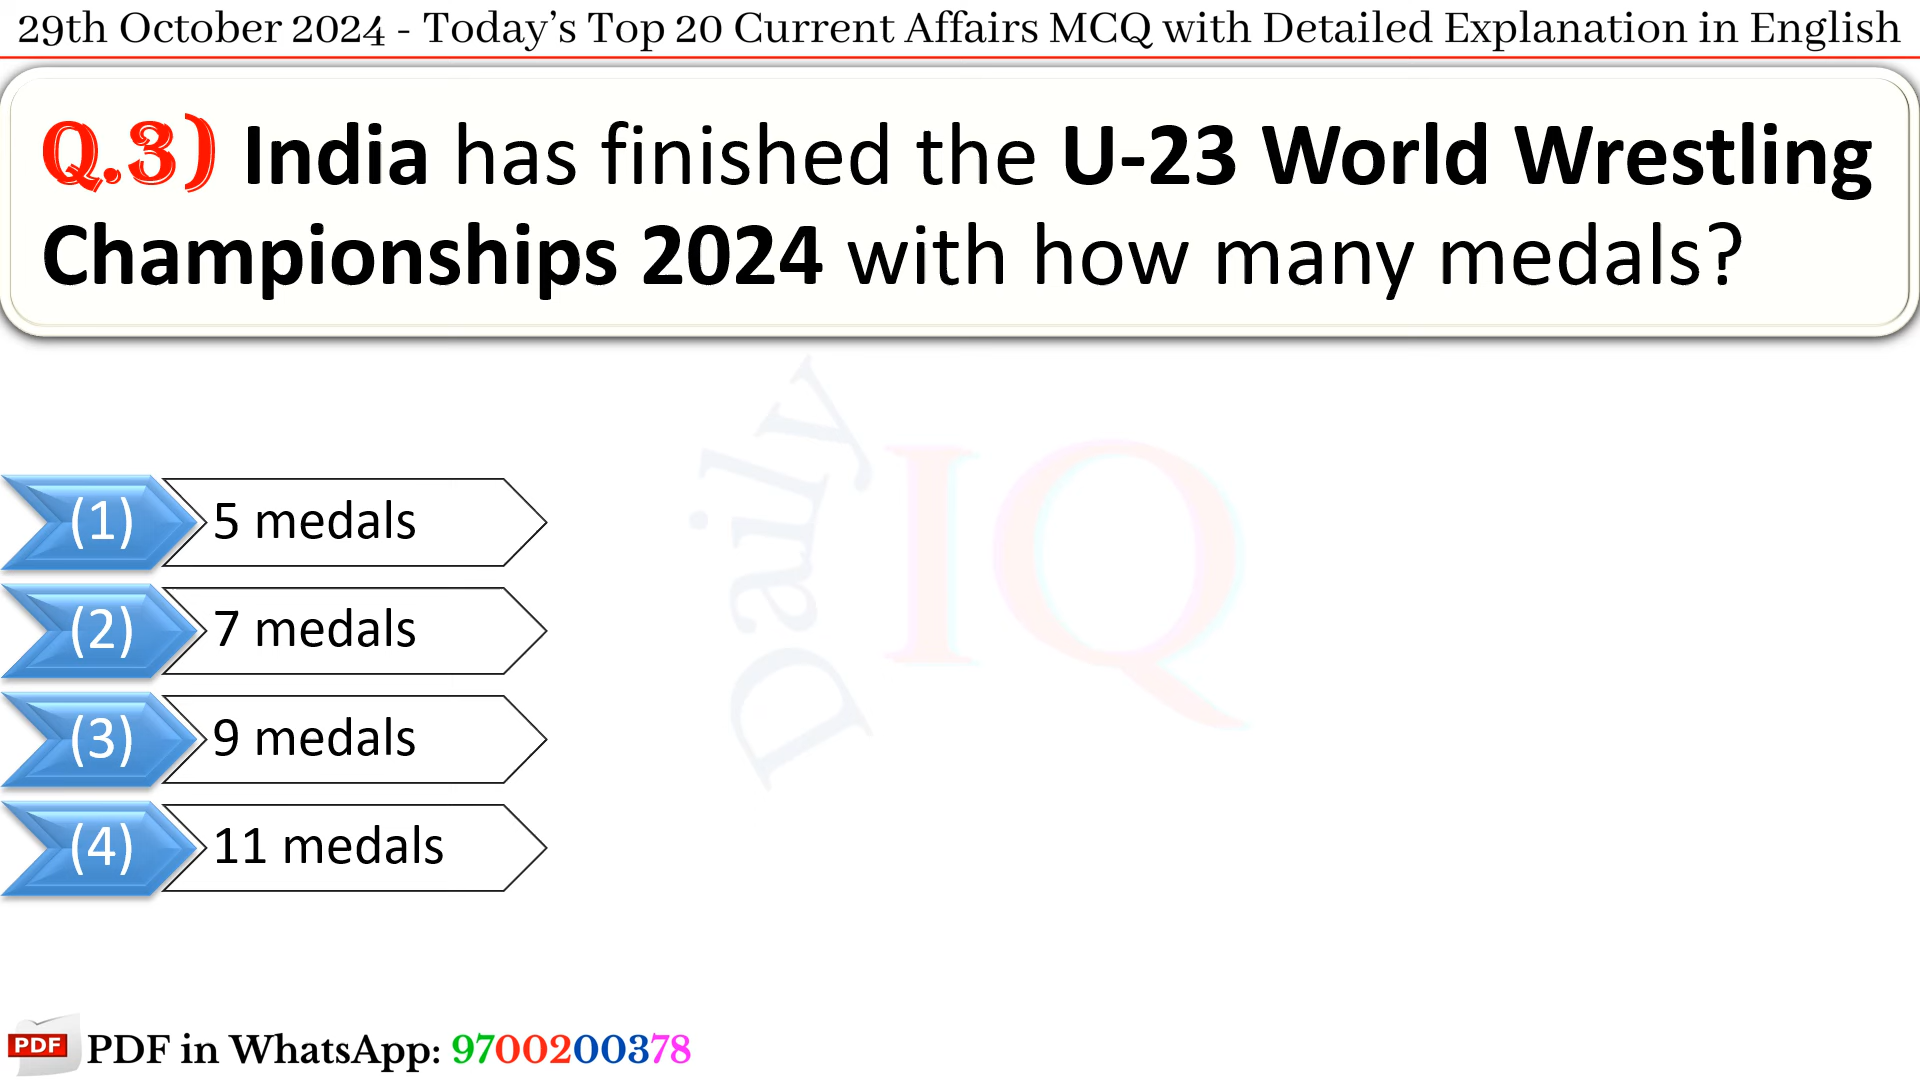 29th October 2024 - Today’s Top 20 Current Affairs MCQ with Detailed Explanation in English
Q.3) India has finished the U-23 World Wrestling
Championships 2024 with how many medals?
Daily IQ
(1) 5 medals
(2) 7 medals
(3) 9 medals
(4) 11 medals
PDF PDF in WhatsApp: 9700200378